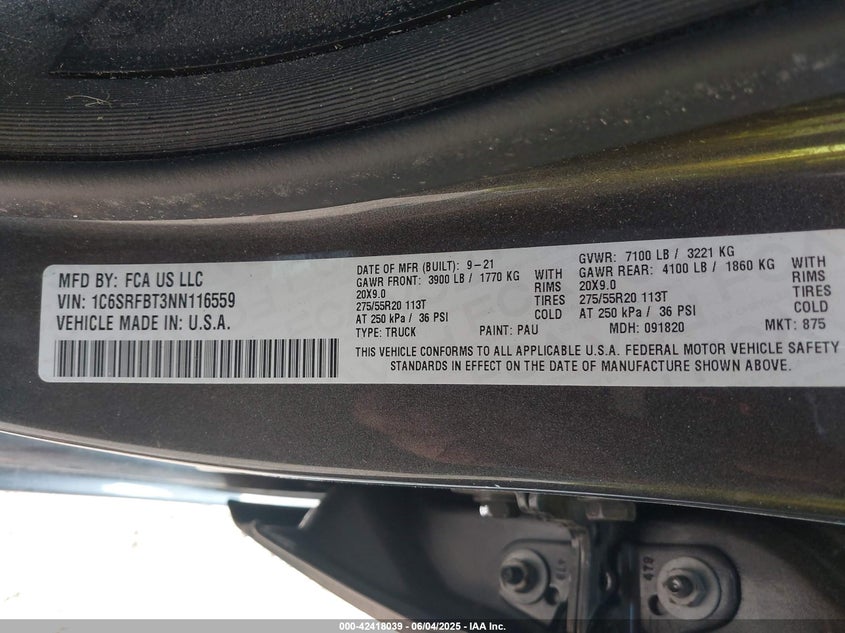 MFD BY: FCA US LLC
VIN: 1C6SRFBT3NN116559
VEHICLE MADE IN: U.S.A.
DATE OF MFR (BUILT): 9-21
GAWR FRONT: 3900 LB / 1770 KG WITH
20X9.0 RIMS
275/55R20 113T TIRES
AT 250 kPa / 36 PSI COLD
TYPE: TRUCK PAINT: PAU
GVWR: 7100 LB / 3221 KG
GAWR REAR: 4100 LB / 1860 KG WITH
20X9.0 RIMS
275/55R20 113T TIRES
AT 250 kPa / 36 PSI COLD
MDH: 091820 MKT: 875
THIS VEHICLE CONFORMS TO ALL APPLICABLE U.S.A. FEDERAL MOTOR VEHICLE SAFETY
STANDARDS IN EFFECT ON THE DATE OF MANUFACTURE SHOWN ABOVE.
479
479
000-42418039 - 06/04/2025 - IAA Inc.